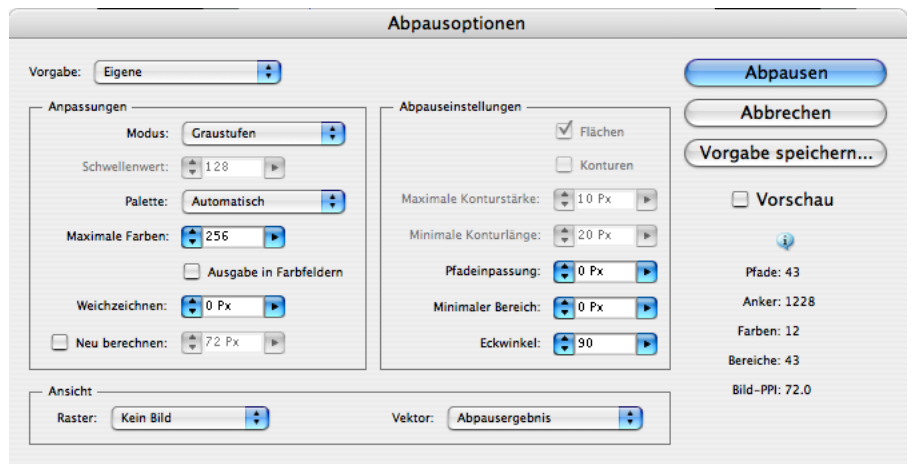 Abpausoptionen
Vorgabe: Eigene
Anpassungen
Modus: Graustufen
Schwellenwert: 128
Palette: Automatisch
Maximale Farben: 256
Ausgabe in Farbfeldern
Weichzeichnen: 0 Px
Neu berechnen: 72 Px
Abpauseinstellungen
Flächen
Konturen
Maximale Konturstärke: 10 Px
Minimale Konturlänge: 20 Px
Pfadeinpassung: 0 Px
Minimaler Bereich: 0 Px
Eckwinkel: 90
Abpausen
Abbrechen
Vorgabe speichern...
Vorschau
Pfade: 43
Anker: 1228
Farben: 12
Bereiche: 43
Bild-PPI: 72.0
Ansicht
Raster: Kein Bild
Vektor: Abpausergebnis